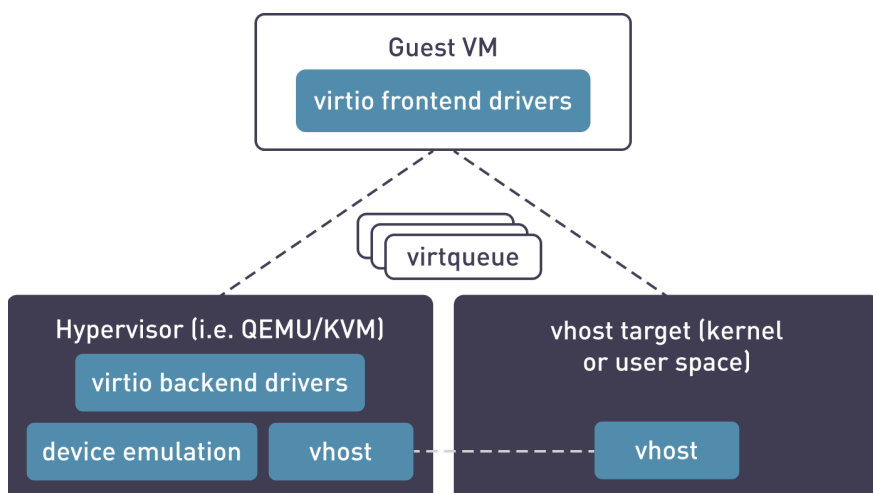 Guest VM
virtio frontend drivers
virtqueue
Hypervisor (i.e. QEMU/KVM)
virtio backend drivers
device emulation
vhost
vhost target (kernel
or user space)
vhost